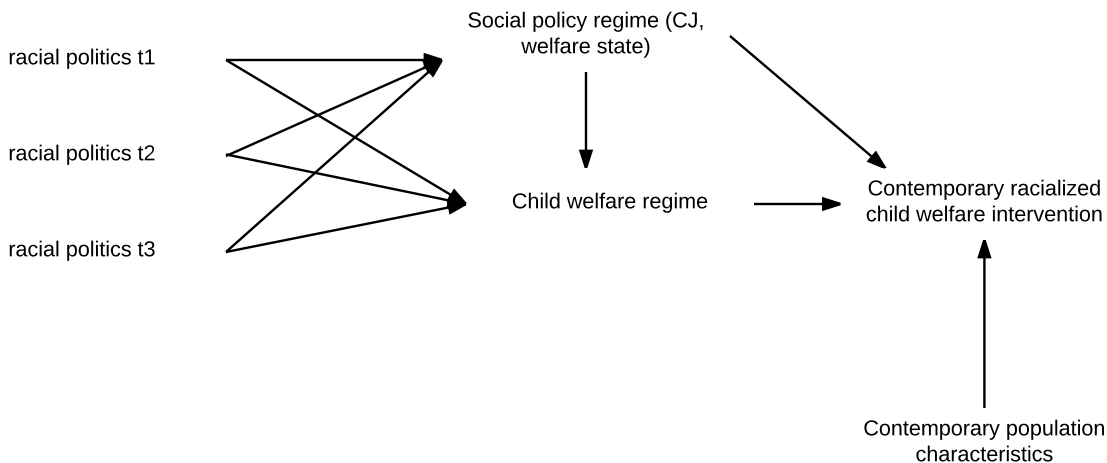 Social policy regime (CJ,
welfare state)
racial politics t1
racial politics t2
Child welfare regime
Contemporary racialized
child welfare intervention
racial politics t3
Contemporary population
characteristics